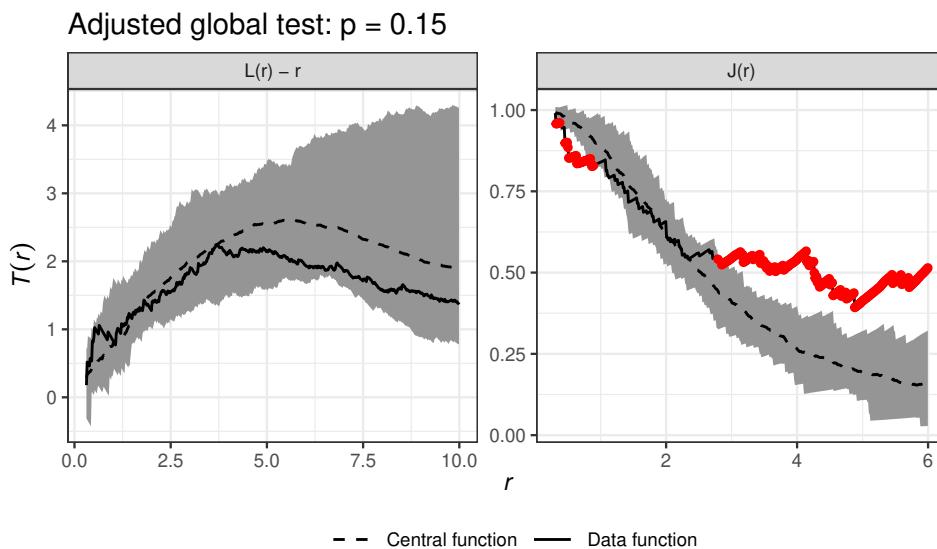 Adjusted global test: p = 0.15
L(r) − r
J(r)
T(r)
4
3
2
1
0
1.00
0.75
0.50
0.25
0.00
0.0 2.5 5.0 7.5 10.0
2 4 6
r
Central function Data function